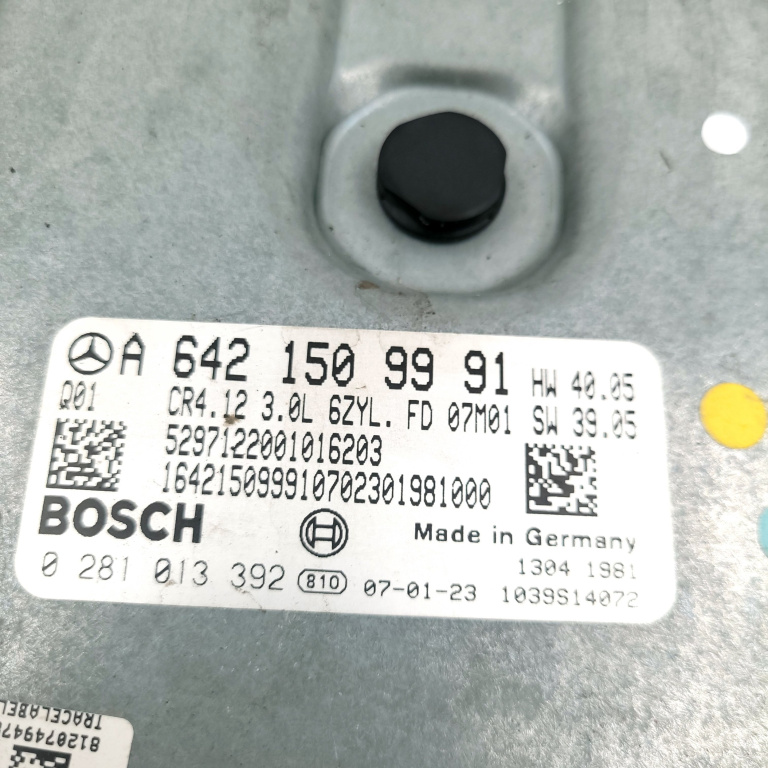 A 642 150 99 91 HW 40.05
Q01 CR4.12 3.0L 6ZYL. FD 07M01 SW 39.05
5297122001016203
164215099910702301981000
BOSCH Made in Germany
0 281 013 392 810 07-01-23 1304 1981
1039S14072
TRACELABEL